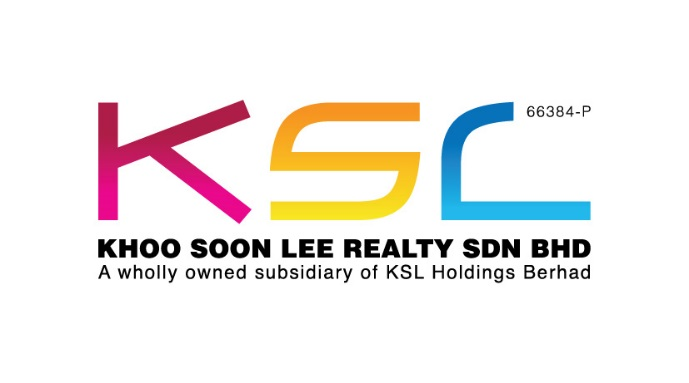 KSL
66384-P
KHOO SOON LEE REALTY SDN BHD
A wholly owned subsidiary of KSL Holdings Berhad